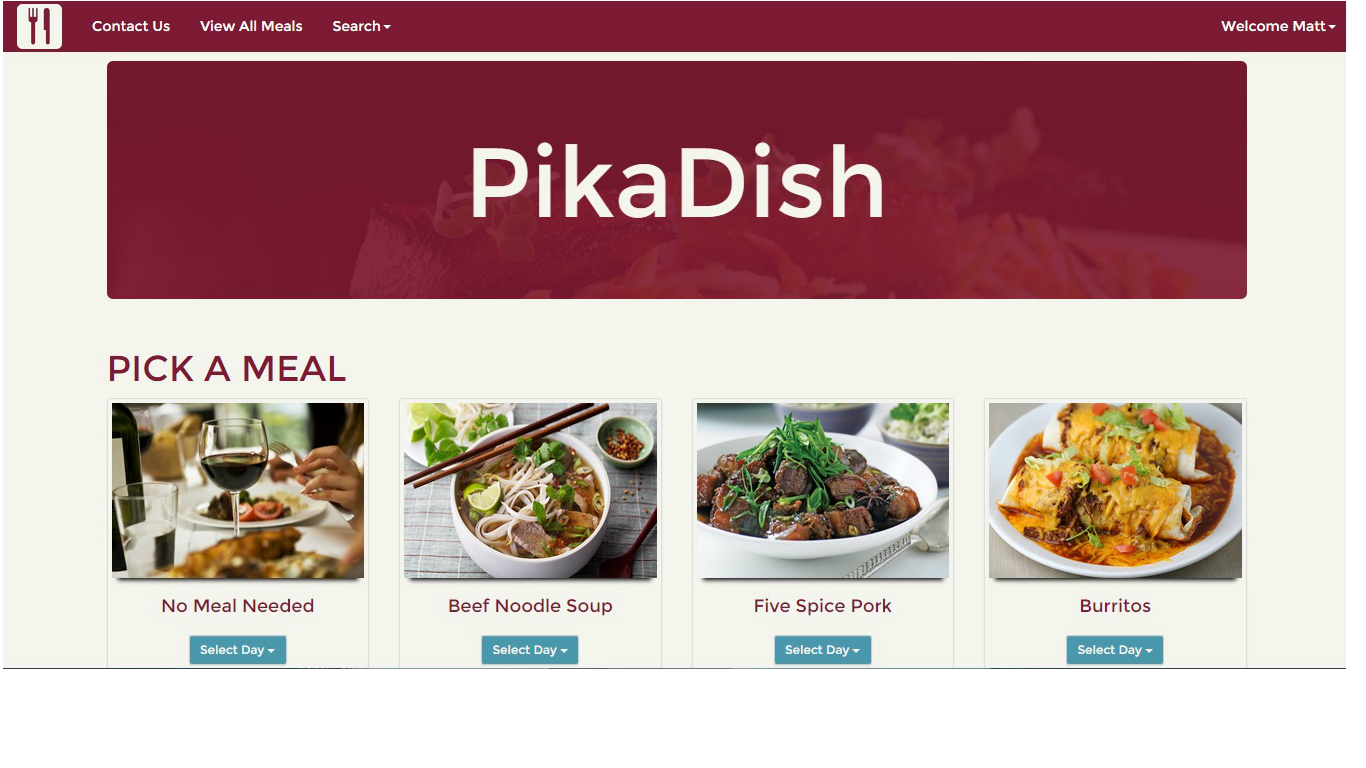 Contact Us View All Meals Search Welcome Matt
PikaDish
PICK A MEAL
No Meal Needed Beef Noodle Soup Five Spice Pork Burritos
Select Day Select Day Select Day Select Day